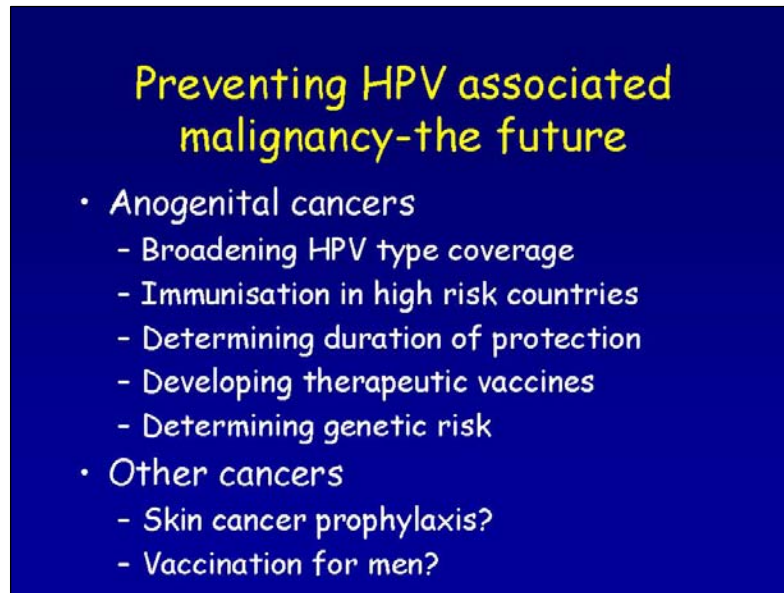 Preventing HPV associated
malignancy-the future
• Anogenital cancers
– Broadening HPV type coverage
– Immunisation in high risk countries
– Determining duration of protection
– Developing therapeutic vaccines
– Determining genetic risk
• Other cancers
– Skin cancer prophylaxis?
– Vaccination for men?